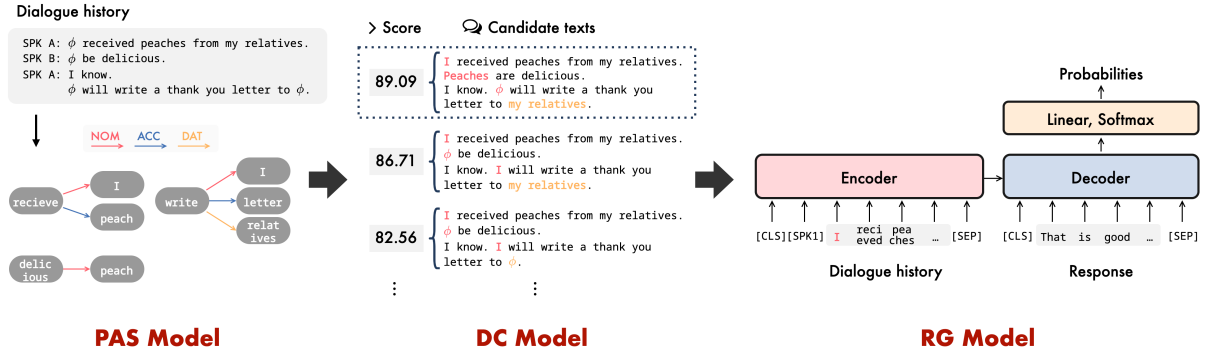 Dialogue history
SPK A: ϕ received peaches from my relatives.
SPK B: ϕ be delicious.
SPK A: I know.
ϕ will write a thank you letter to ϕ.
NOM ACC DAT
recieve
I
peach
write
I
letter
relat
ives
delic
ious
peach
PAS Model
Score
Candidate texts
89.09
I received peaches from my relatives.
Peaches are delicious.
I know. ϕ will write a thank you
letter to my relatives.
86.71
I received peaches from my relatives.
ϕ be delicious.
I know. I will write a thank you
letter to my relatives.
82.56
I received peaches from my relatives.
ϕ be delicious.
I know. I will write a thank you
letter to ϕ.
⋮ ⋮
DC Model
Probabilities
Linear, Softmax
Encoder
Decoder
[CLS][SPK1] I reci
eved pea
ches … [SEP]
Dialogue history
[CLS] That is good … [SEP]
Response
RG Model